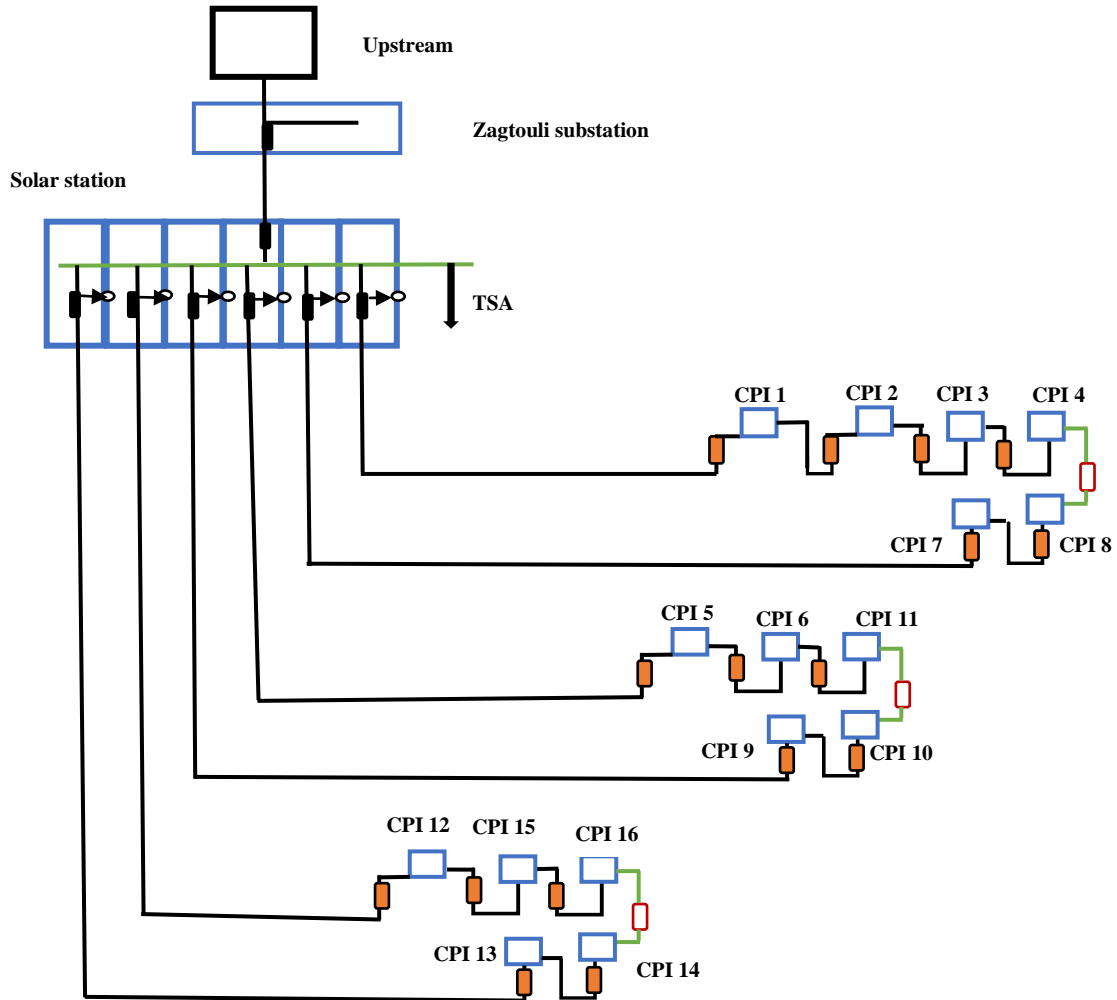 Upstream
Zagtouli substation
Solar station
TSA
CPI 1
CPI 2
CPI 3
CPI 4
CPI 7
CPI 8
CPI 5
CPI 6
CPI 11
CPI 9
CPI 10
CPI 12
CPI 15
CPI 16
CPI 13
CPI 14